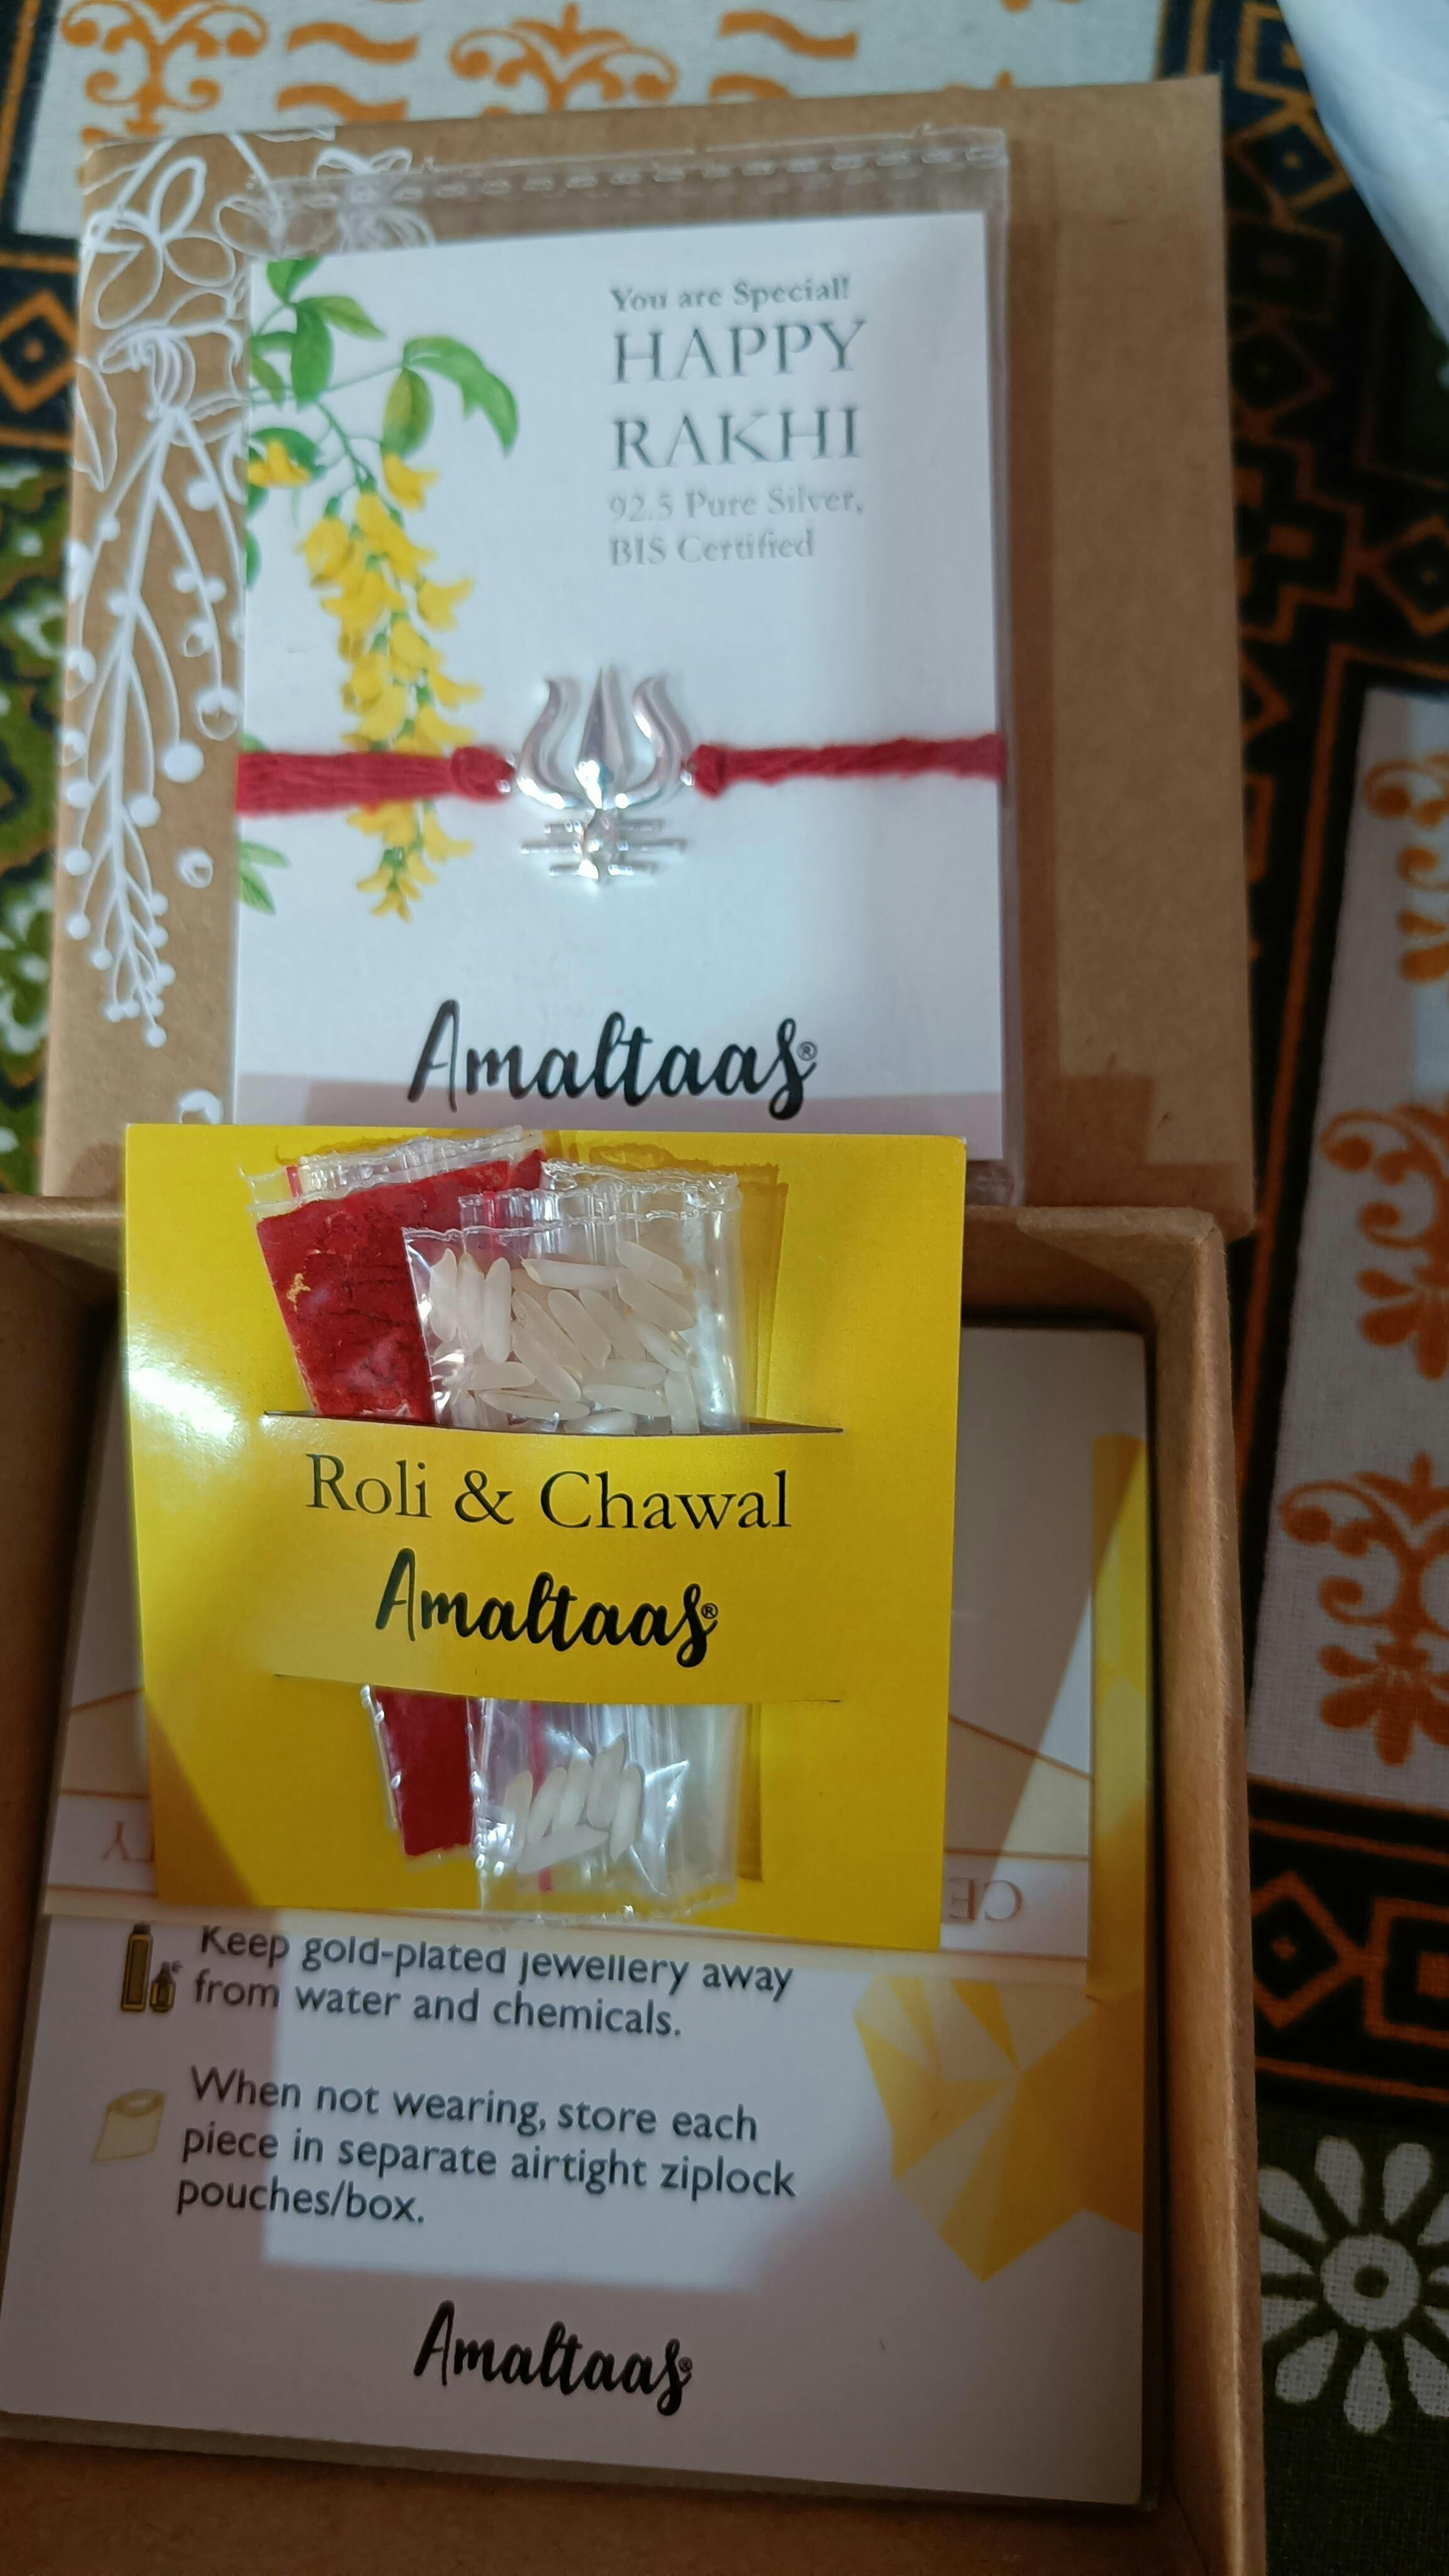 You are Special!
HAPPY
RAKHI
92.5 Pure Silver,
BIS Certified
Amaltaas®
Roli & Chawal
Amaltaas®
Keep gold-plated jewellery away
from water and chemicals.
When not wearing, store each
piece in separate airtight ziplock
pouches/box.
Amaltaas®